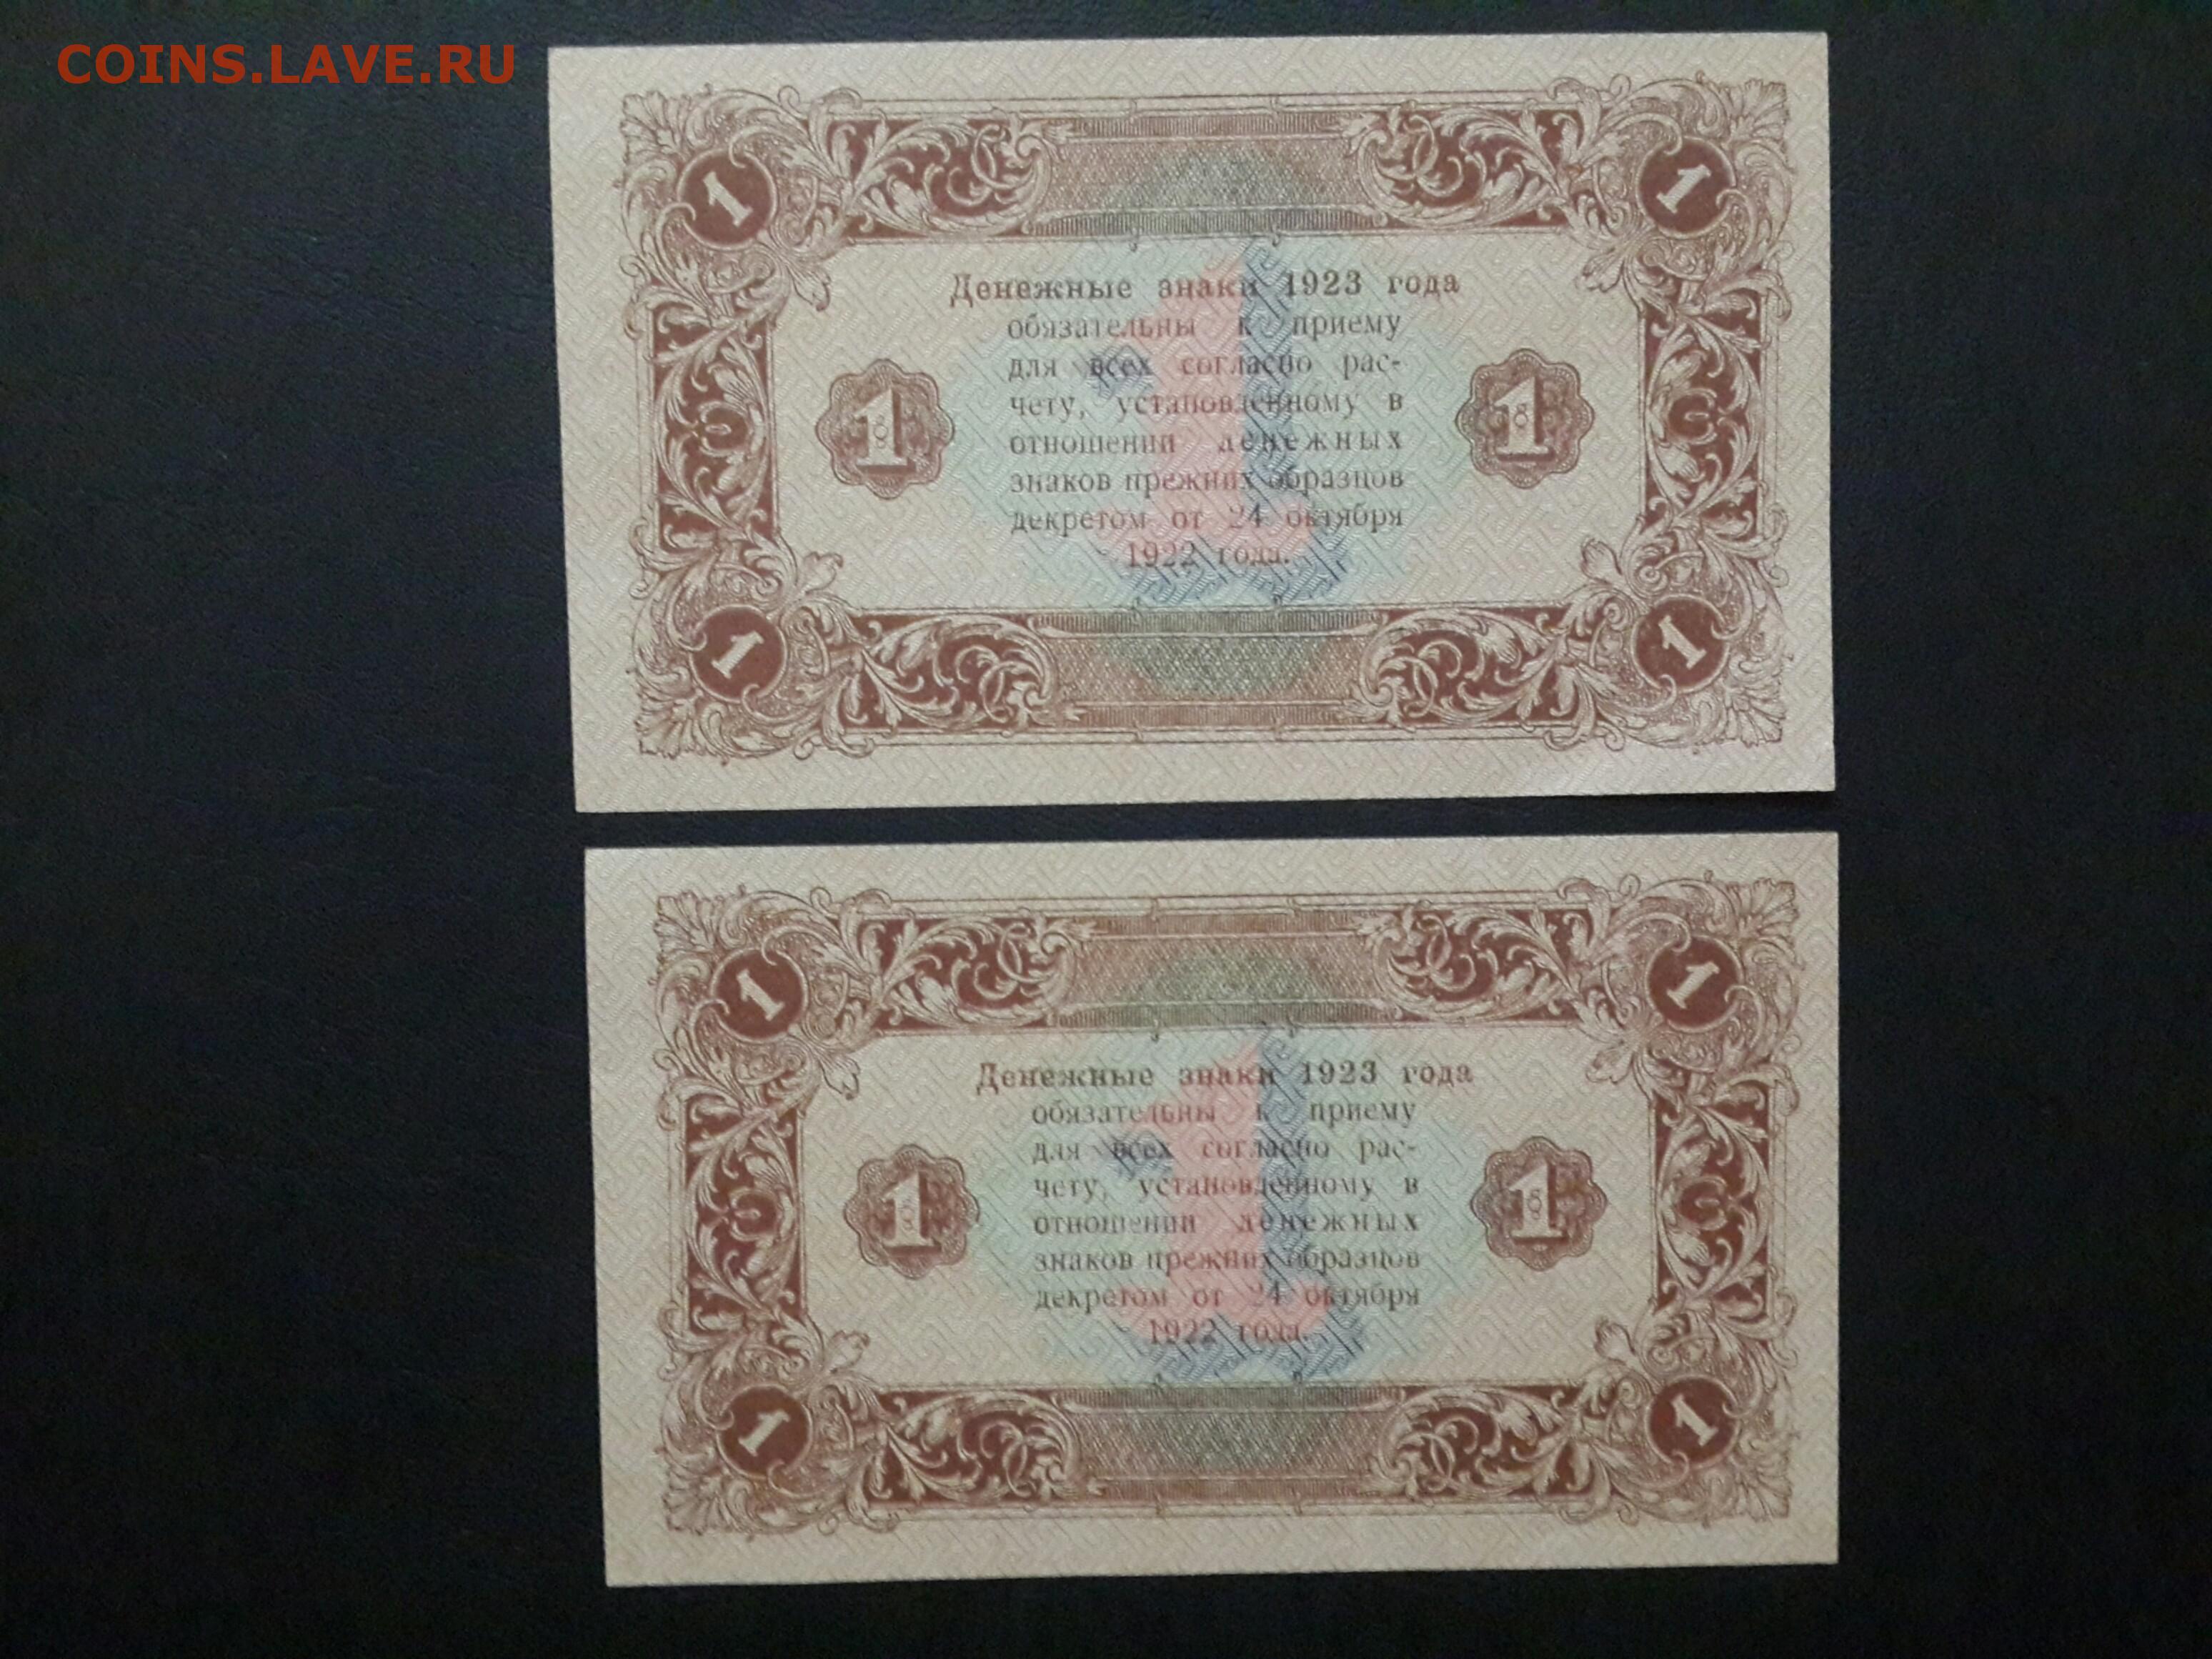 COINS.LAVE.RU
1 1
Денежные знаки 1923 года
обязательны к приему
для всех согласно рас-
чету, установленному в
отношении денежных
знаков прежних образцов
декретом от 24 октября
1922 года.
1 1
1 1
1 1
Денежные знаки 1923 года
обязательны к приему
для всех согласно рас-
чету, установленному в
отношении денежных
знаков прежних образцов
декретом от 24 октября
1922 года.
1 1
1 1